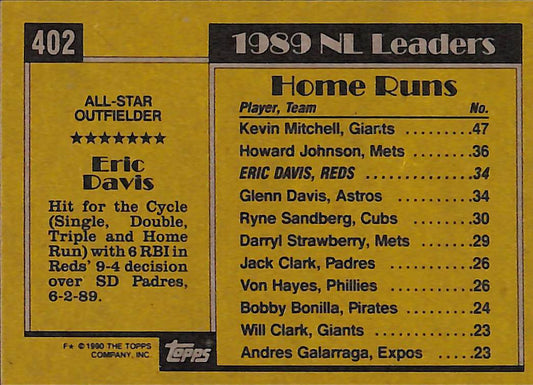 402
ALL-STAR
OUTFIELDER
★★★★★★★
Eric
Davis
Hit for the Cycle
(Single, Double,
Triple and Home
Run) with 6 RBI in
Reds' 9-4 decision
over SD Padres,
6-2-89.
F★ © 1990 THE TOPPS
COMPANY, INC.
Topps
1989 NL Leaders
Home Runs
Player, Team No.
Kevin Mitchell, Giants .........47
Howard Johnson, Mets .......36
ERIC DAVIS, REDS .............34
Glenn Davis, Astros ...........34
Ryne Sandberg, Cubs ........30
Darryl Strawberry, Mets ......29
Jack Clark, Padres .............26
Von Hayes, Phillies .............26
Bobby Bonilla, Pirates ........24
Will Clark, Giants ................23
Andres Galarraga, Expos .....23